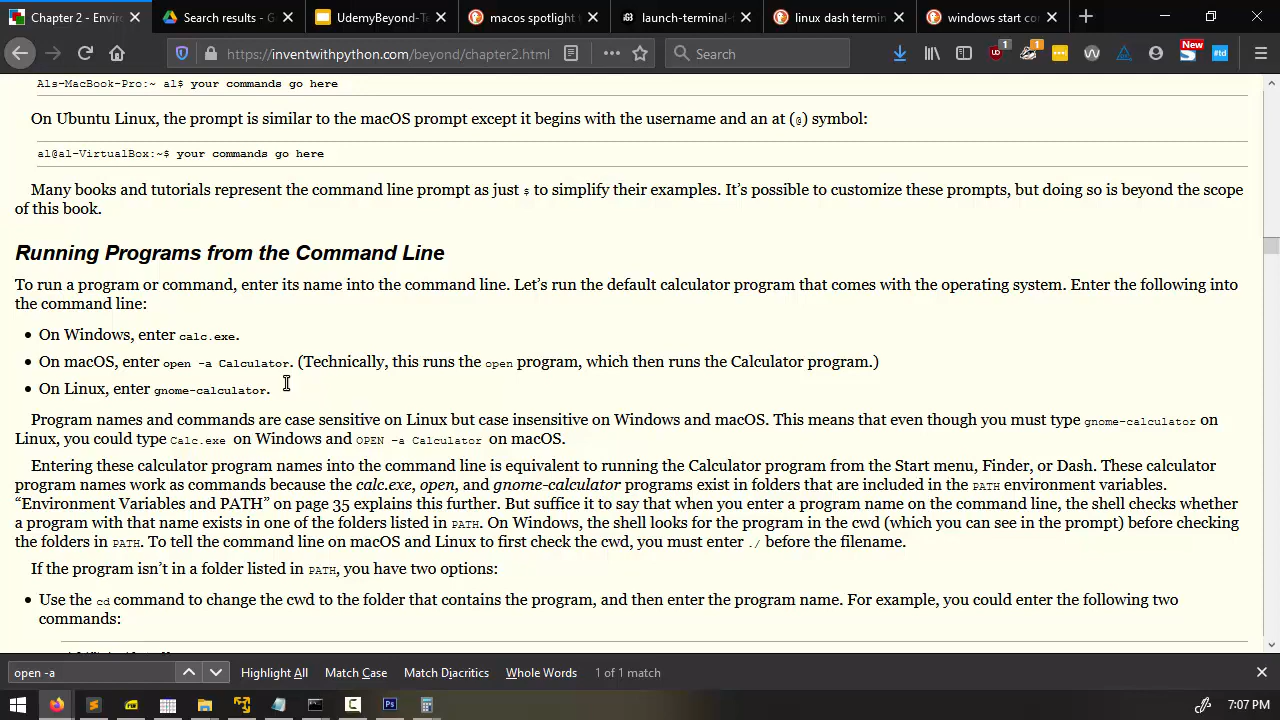 Chapter 2 - Enviro
Search results - G
UdemyBeyond-Te
macos spotlight
launch-terminal-f
linux dash termin
windows start co
https://inventwithpython.com/beyond/chapter2.html
Search
1
1
New
#td
Als-MacBook-Pro:~ al$ your commands go here
On Ubuntu Linux, the prompt is similar to the macOS prompt except it begins with the username and an at (@) symbol:
al@al-VirtualBox:~$ your commands go here
Many books and tutorials represent the command line prompt as just $ to simplify their examples. It’s possible to customize these prompts, but doing so is beyond the scope
of this book.
Running Programs from the Command Line
To run a program or command, enter its name into the command line. Let’s run the default calculator program that comes with the operating system. Enter the following into
the command line:
• On Windows, enter calc.exe.
• On macOS, enter open -a Calculator. (Technically, this runs the open program, which then runs the Calculator program.)
• On Linux, enter gnome-calculator.
Program names and commands are case sensitive on Linux but case insensitive on Windows and macOS. This means that even though you must type gnome-calculator on
Linux, you could type Calc.exe on Windows and OPEN -a Calculator on macOS.
Entering these calculator program names into the command line is equivalent to running the Calculator program from the Start menu, Finder, or Dash. These calculator
program names work as commands because the calc.exe, open, and gnome-calculator programs exist in folders that are included in the PATH environment variables.
“Environment Variables and PATH” on page 35 explains this further. But suffice it to say that when you enter a program name on the command line, the shell checks whether
a program with that name exists in one of the folders listed in PATH. On Windows, the shell looks for the program in the cwd (which you can see in the prompt) before checking
the folders in PATH. To tell the command line on macOS and Linux to first check the cwd, you must enter ./ before the filename.
If the program isn’t in a folder listed in PATH, you have two options:
• Use the cd command to change the cwd to the folder that contains the program, and then enter the program name. For example, you could enter the following two
commands:
open -a
Highlight All
Match Case
Match Diacritics
Whole Words
1 of 1 match
7:07 PM